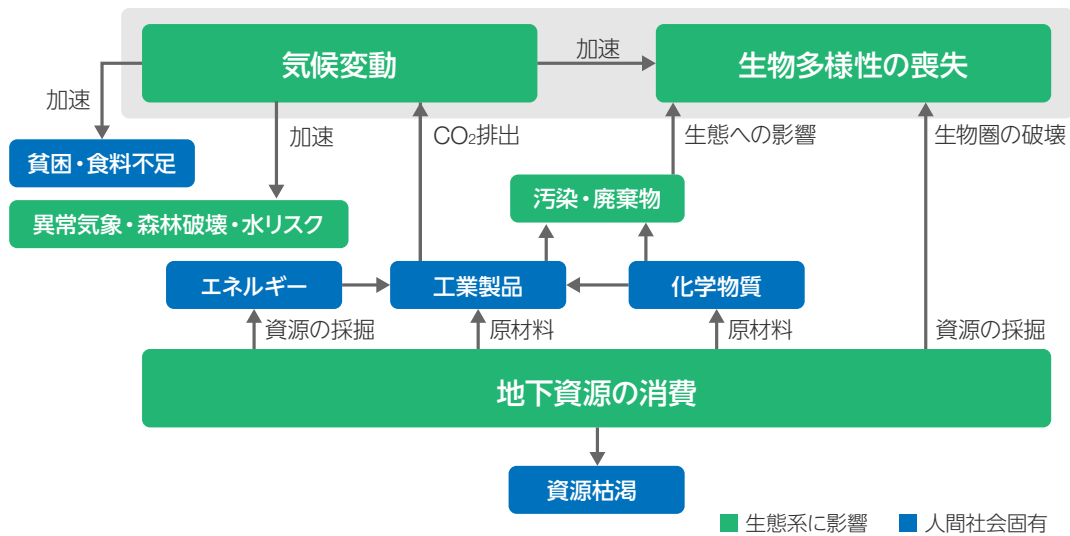 気候変動
加速
生物多様性の喪失
加速
加速
CO₂排出
生態への影響
生物圏の破壊
貧困・食料不足
汚染・廃棄物
異常気象・森林破壊・水リスク
エネルギー
工業製品
化学物質
資源の採掘
原材料
原材料
資源の採掘
地下資源の消費
資源枯渇
生態系に影響
人間社会固有